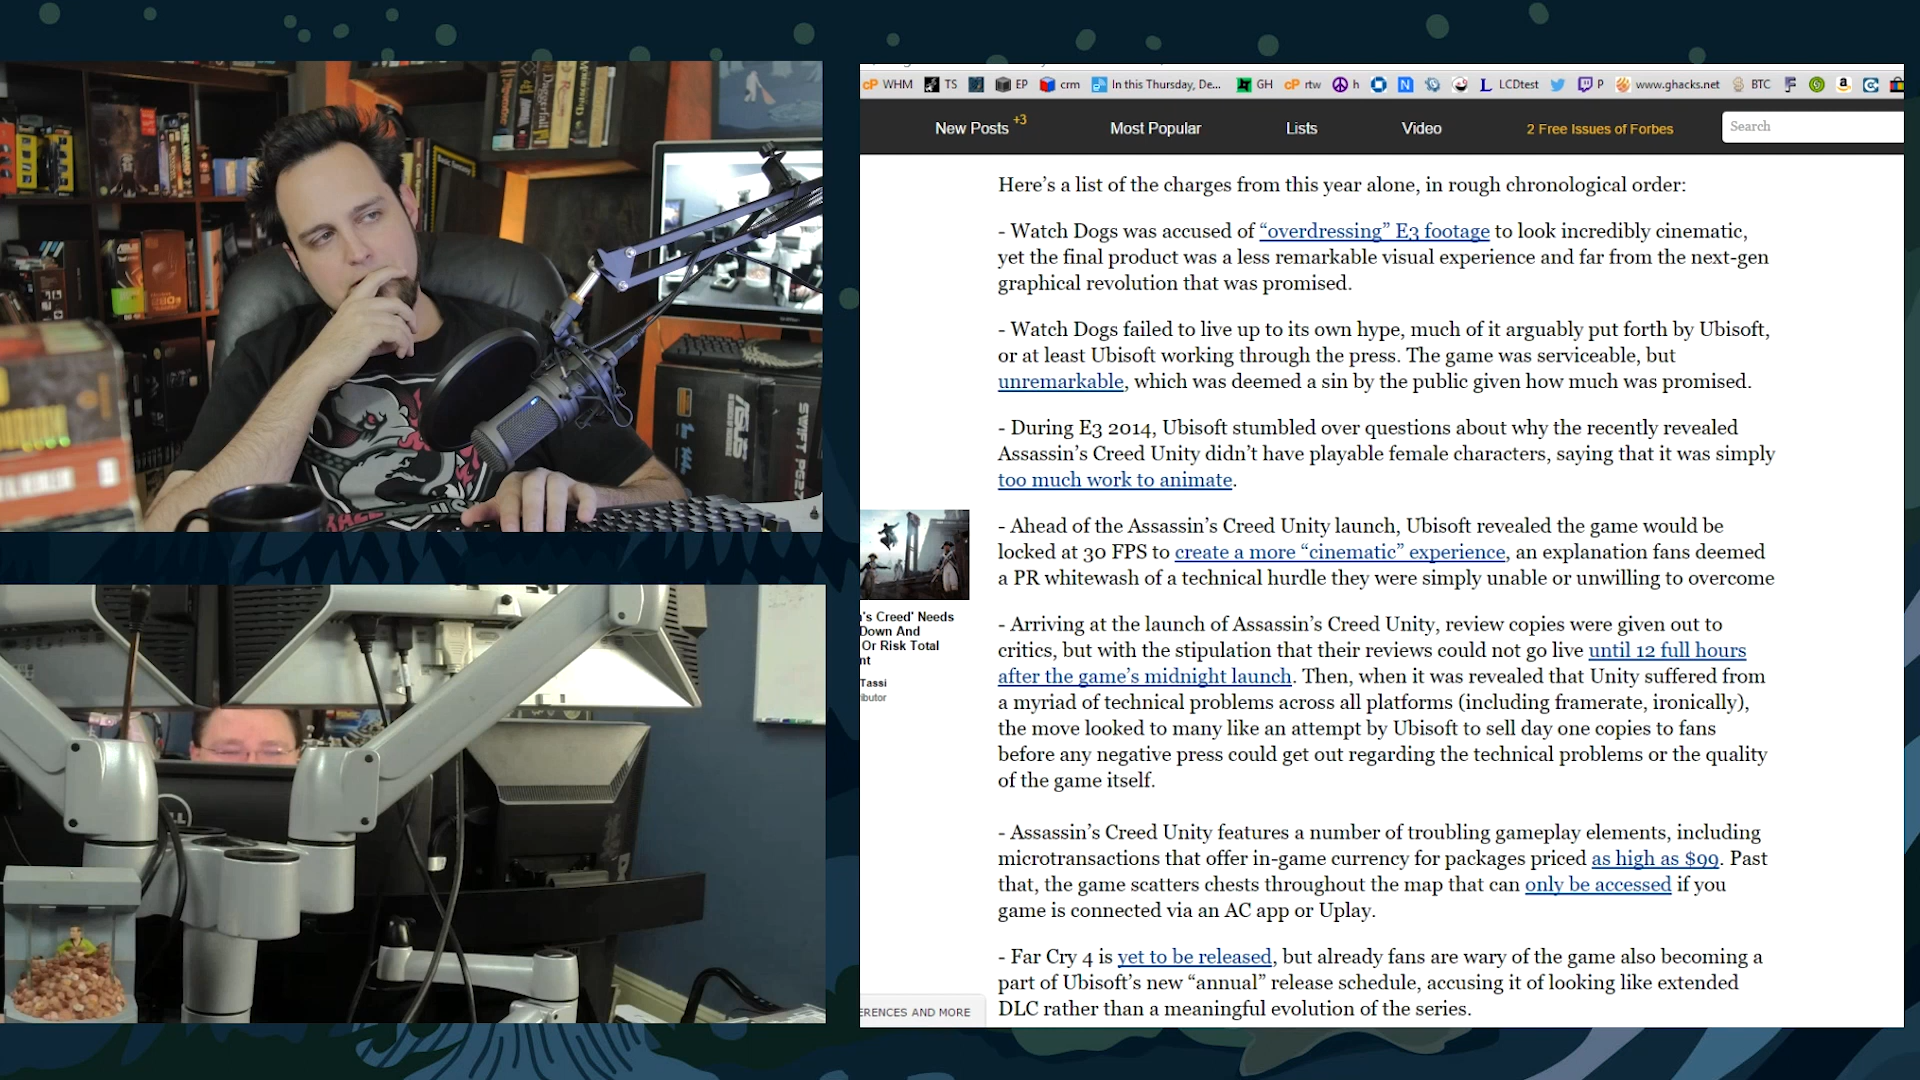 WHM
TS
EP
crm
In this Thursday, De...
GH
rtw
h
LCDtest
P
www.ghacks.net
BTC
New Posts +3
Most Popular
Lists
Video
2 Free Issues of Forbes
Search
Here's a list of the charges from this year alone, in rough chronological order:
- Watch Dogs was accused of “overdressing” E3 footage to look incredibly cinematic,
yet the final product was a less remarkable visual experience and far from the next-gen
graphical revolution that was promised.
- Watch Dogs failed to live up to its own hype, much of it arguably put forth by Ubisoft,
or at least Ubisoft working through the press. The game was serviceable, but
unremarkable, which was deemed a sin by the public given how much was promised.
- During E3 2014, Ubisoft stumbled over questions about why the recently revealed
Assassin's Creed Unity didn't have playable female characters, saying that it was simply
too much work to animate.
- Ahead of the Assassin's Creed Unity launch, Ubisoft revealed the game would be
locked at 30 FPS to create a more “cinematic” experience, an explanation fans deemed
a PR whitewash of a technical hurdle they were simply unable or unwilling to overcome
- Arriving at the launch of Assassin's Creed Unity, review copies were given out to
critics, but with the stipulation that their reviews could not go live until 12 full hours
after the game's midnight launch. Then, when it was revealed that Unity suffered from
a myriad of technical problems across all platforms (including framerate, ironically),
the move looked to many like an attempt by Ubisoft to sell day one copies to fans
before any negative press could get out regarding the technical problems or the quality
of the game itself.
- Assassin's Creed Unity features a number of troubling gameplay elements, including
microtransactions that offer in-game currency for packages priced as high as $99. Past
that, the game scatters chests throughout the map that can only be accessed if you
game is connected via an AC app or Uplay.
- Far Cry 4 is yet to be released, but already fans are wary of the game also becoming a
part of Ubisoft's new “annual” release schedule, accusing it of looking like extended
DLC rather than a meaningful evolution of the series.
's Creed' Needs
Down And
Or Risk Total
nt
Tassi
ibutor
ERENCES AND MORE
ASUS
SWIFT PG27
DELL